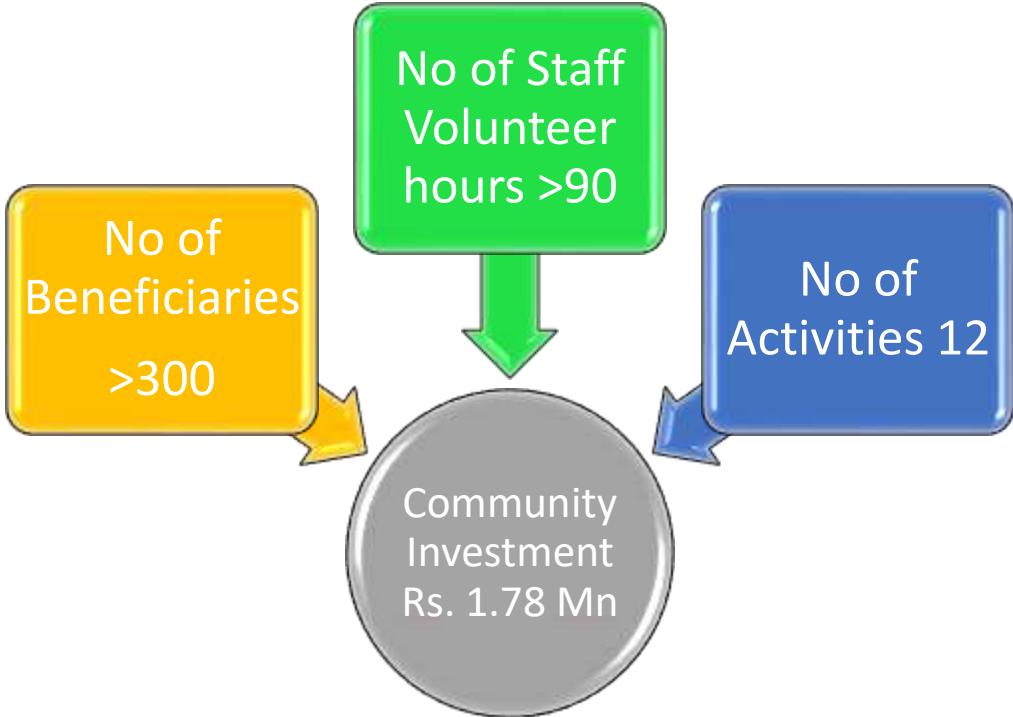 No of Staff
Volunteer
hours >90
No of
Beneficiaries
>300
No of
Activities 12
Community
Investment
Rs. 1.78 Mn